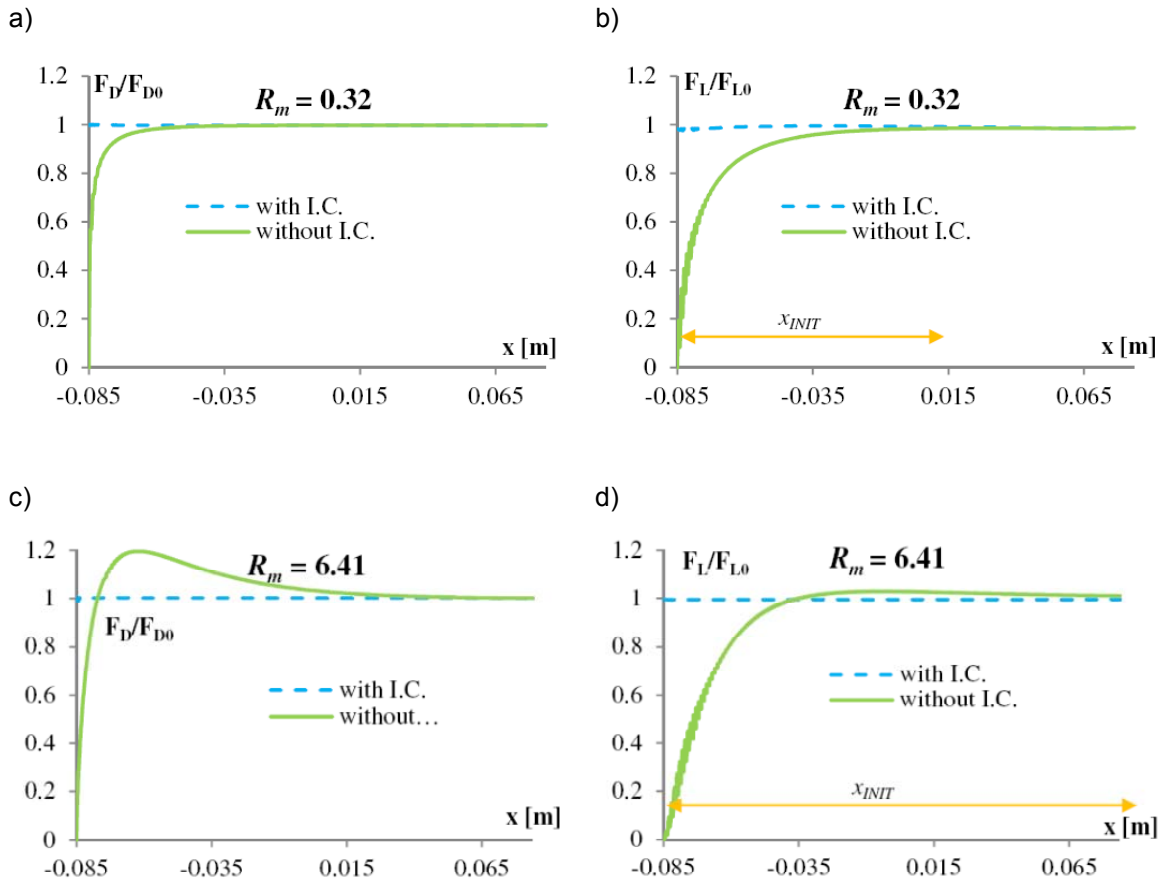 a)
b)
F_D/F_D0
R_m = 0.32
1.2
1
0.8
0.6
0.4
0.2
0
with I.C.
without I.C.
x [m]
-0.085
-0.035
0.015
0.065
F_L/F_L0
R_m = 0.32
1.2
1
0.8
0.6
0.4
0.2
0
with I.C.
without I.C.
x_INIT
x [m]
-0.085
-0.035
0.015
0.065
c)
d)
1.2
1
0.8
0.6
0.4
0.2
0
R_m = 6.41
F_D/F_D0
with I.C.
without…
x [m]
-0.085
-0.035
0.015
0.065
1.2
1
0.8
0.6
0.4
0.2
0
F_L/F_L0
R_m = 6.41
with I.C.
without I.C.
x_INIT
x [m]
-0.085
-0.035
0.015
0.065